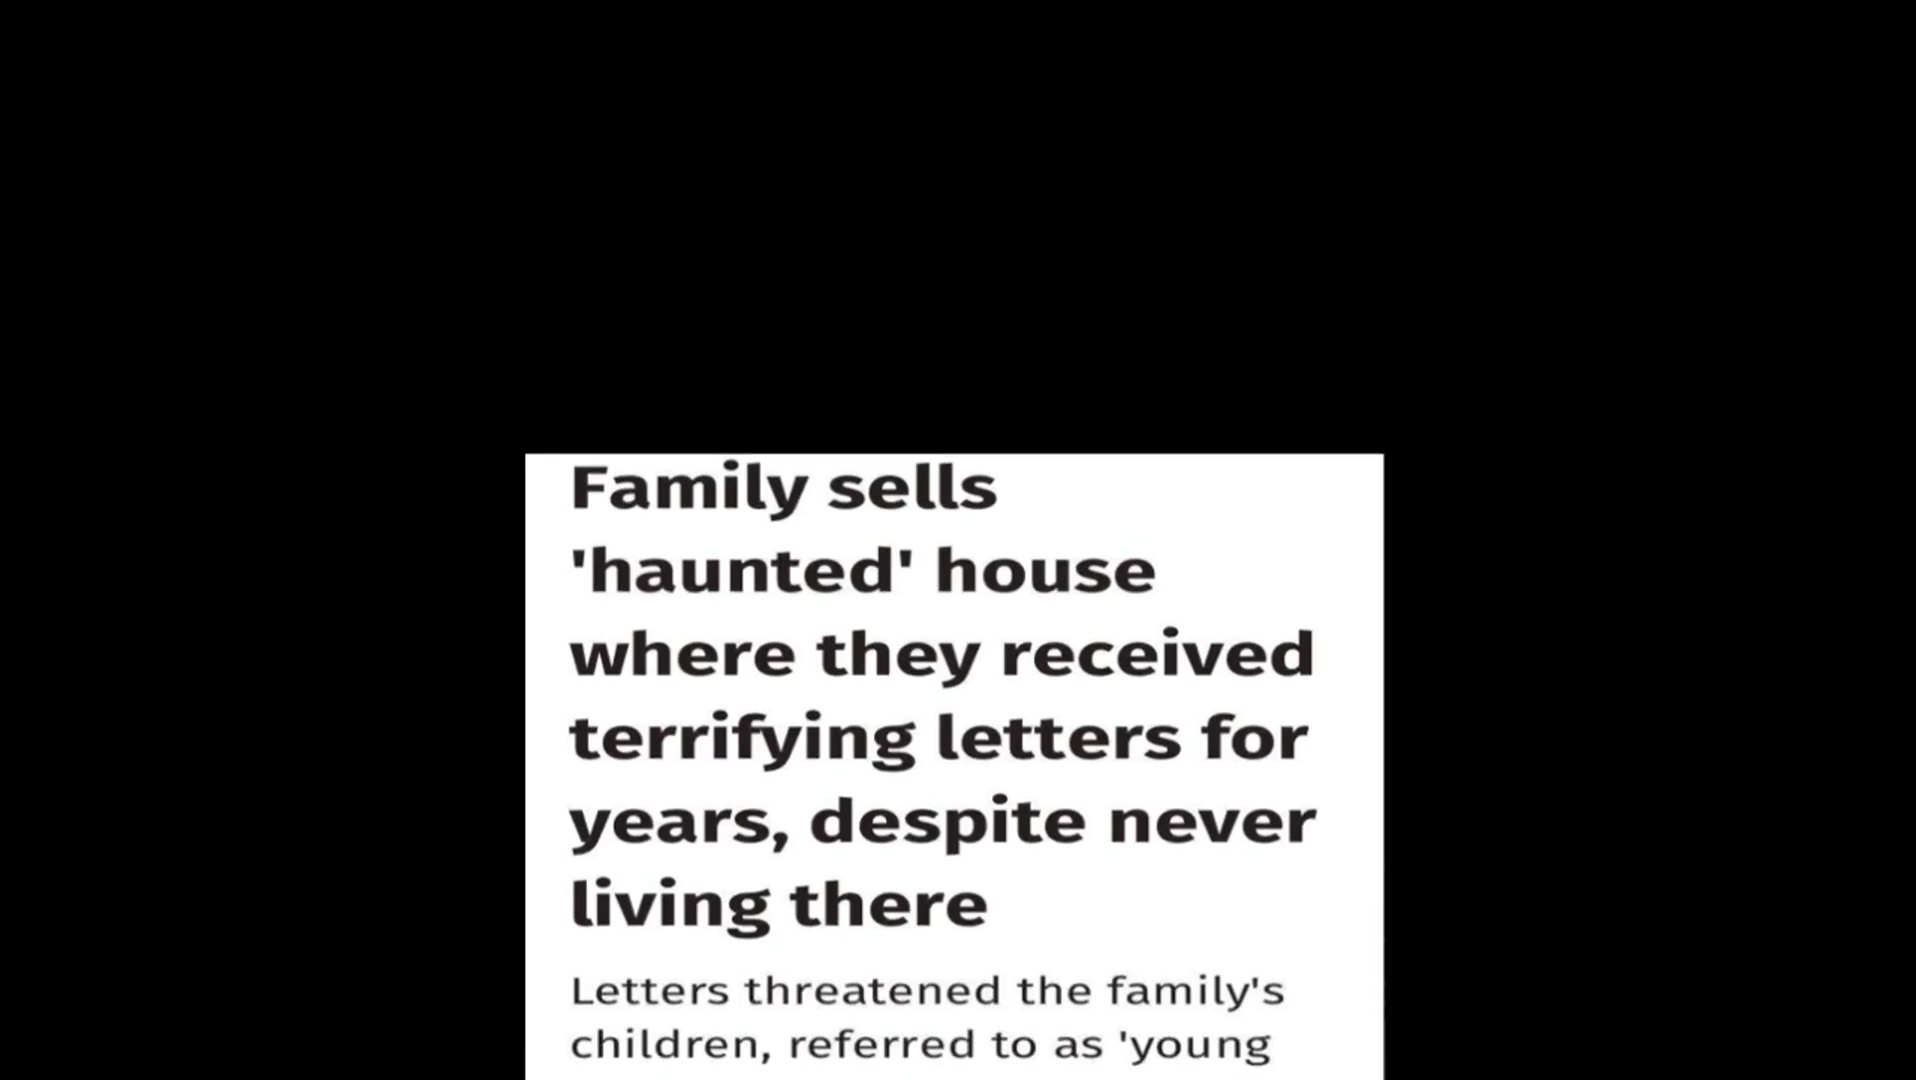 Family sells
'haunted' house
where they received
terrifying letters for
years, despite never
living there
Letters threatened the family's
children, referred to as 'young